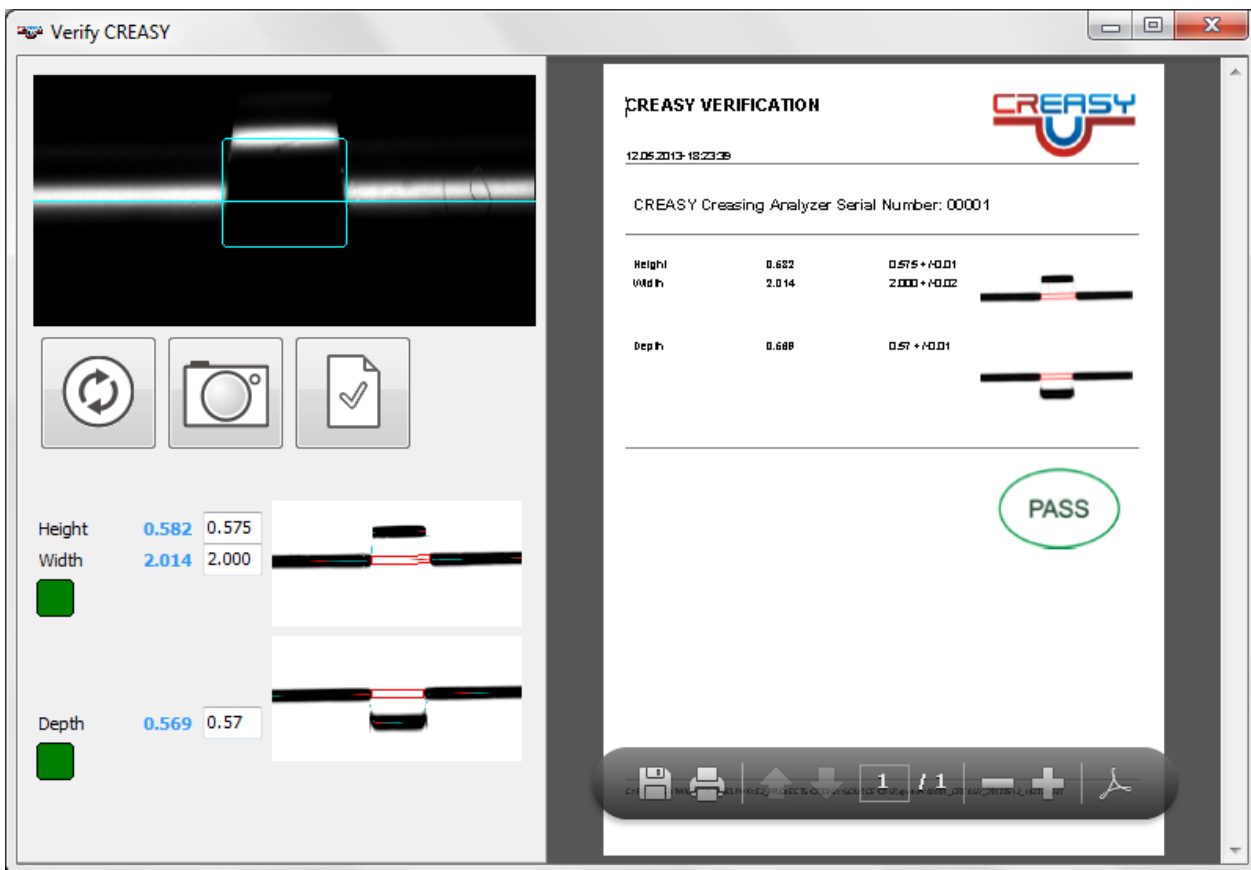 Verify CREASY
Height 0.582 0.575
Width 2.014 2.000
Depth 0.569 0.57
CREASY VERIFICATION
CREASY
12.05.2013-18:23:39
CREASY Creasing Analyzer Serial Number: 00001
Height 0.582 0.575 +/-0.01
Width 2.014 2.000 +/-0.02
Depth 0.569 0.57 +/-0.01
PASS
1 / 1